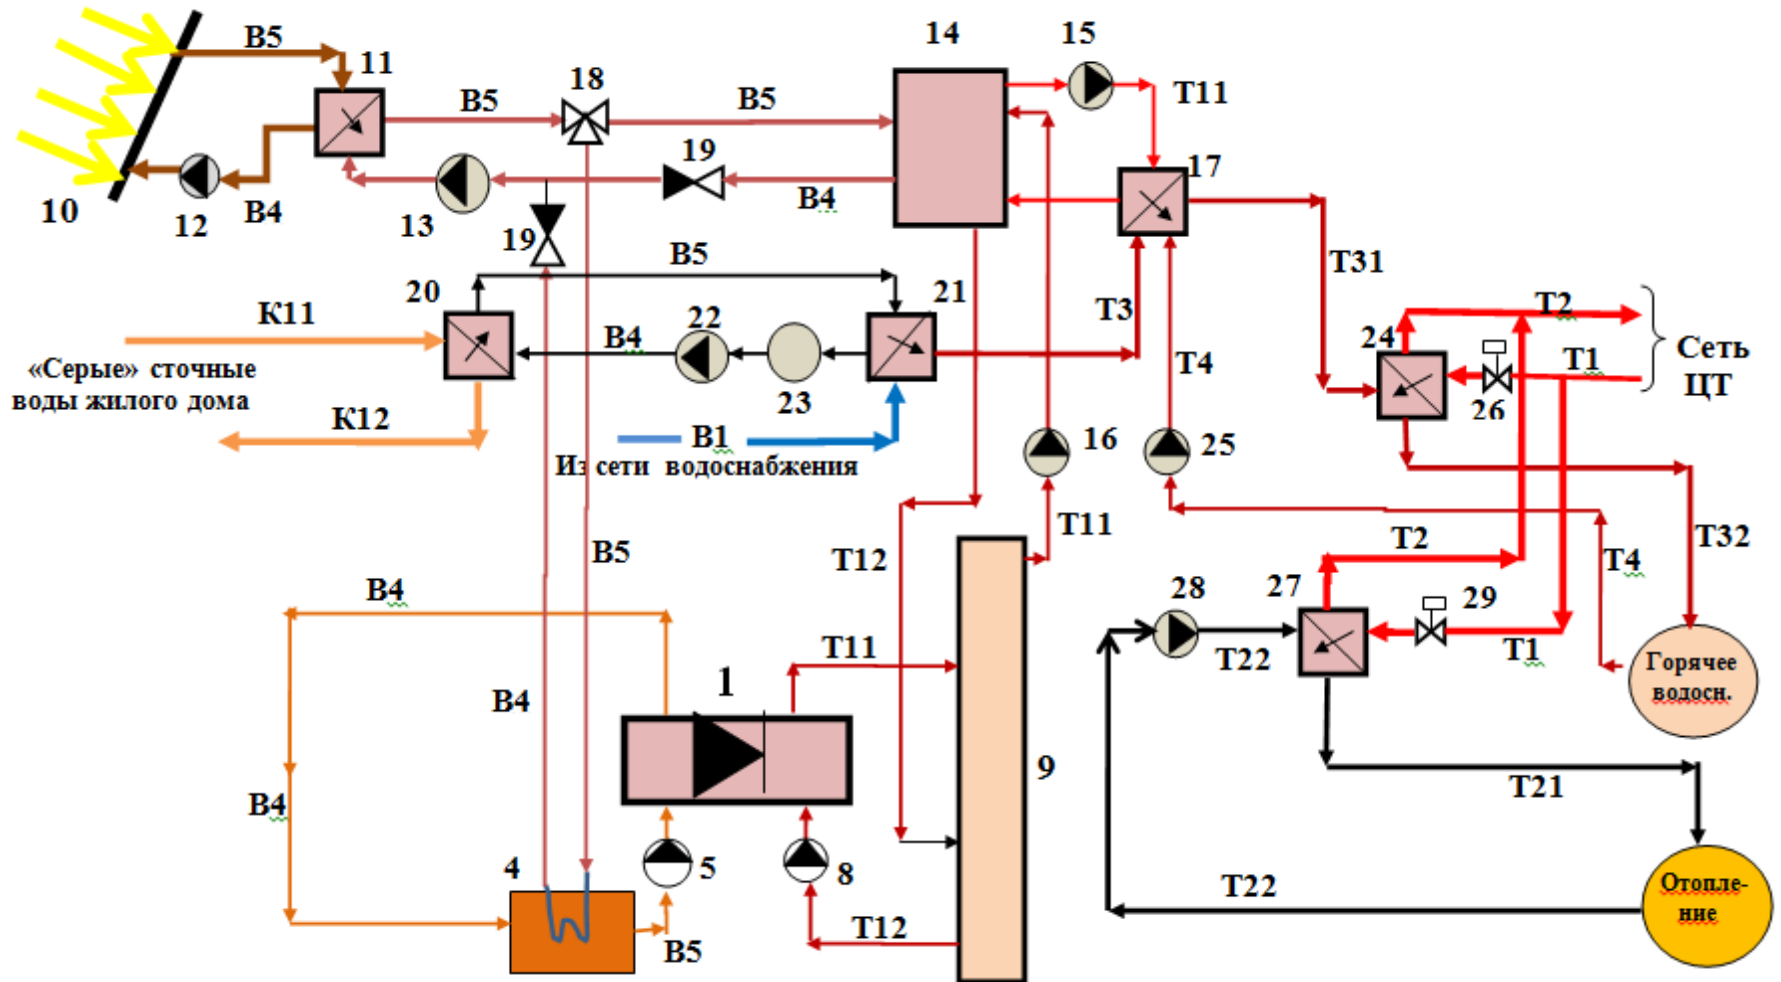 В5
11
18
14
15
В5
В5
Т11
19
17
10
12
В4
13
В4
19
В5
Т31
20
21
Т2
К11
22
Т3
24
В4
Т1
Сеть
ЦТ
«Серые» сточные
воды жилого дома
Т4
23
26
К12
В1
16
25
Из сети водоснабжения
Т11
Т2
Т32
В5
Т12
Т4
В4
28
27
29
Т11
Т22
Т1
Горячее
водосн.
1
В4
9
Т21
В4
4
5
8
Т22
Отопле-
ние
Т12
В5